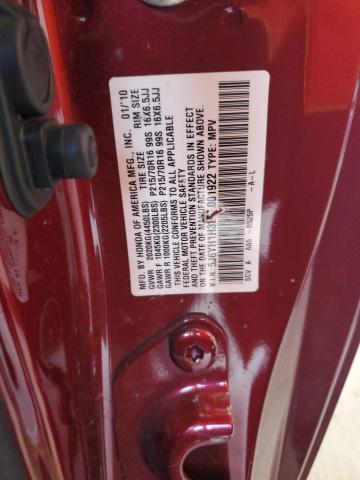 MFD. BY HONDA OF AMERICA MFG., INC. 01/10
TIRE SIZE RIM SIZE
GVWR 2020KG(4450LBS)
GAWR F 1045KG(2300LBS) P215/70R16 99S 16X6.5JJ
GAWR R 1000KG(2205LBS) P215/70R16 99S 16X6.5JJ
THIS VEHICLE CONFORMS TO ALL APPLICABLE
FEDERAL MOTOR VEHICLE SAFETY
AND THEFT PREVENTION STANDARDS IN EFFECT
ON THE DATE OF MANUFACTURE SHOWN ABOVE.
V.I.N. TYPE: MPV
SCV A -A-L